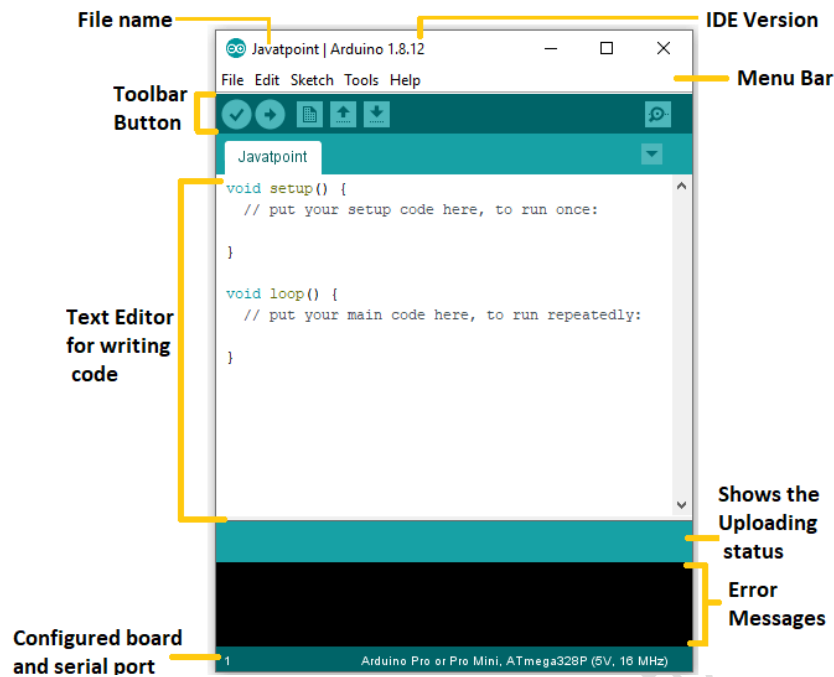 File name
IDE Version
Javatpoint | Arduino 1.8.12
File Edit Sketch Tools Help
Menu Bar
Toolbar
Button
Javatpoint
void setup() {
// put your setup code here, to run once:
}
void loop() {
// put your main code here, to run repeatedly:
}
Text Editor
for writing
code
Shows the
Uploading
status
Error
Messages
Configured board
and serial port
1
Arduino Pro or Pro Mini, ATmega328P (5V, 16 MHz)